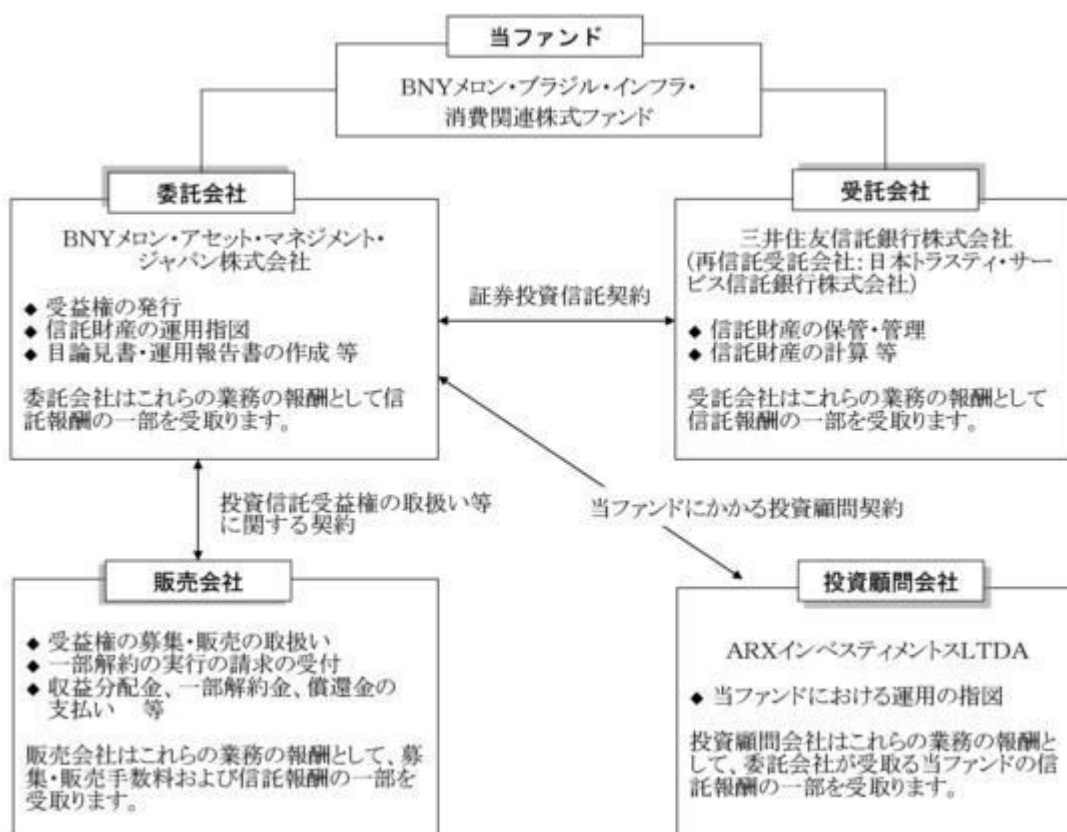 当ファンド
BNYメロン・ブラジル・インフラ・
消費関連株式ファンド
委託会社
BNYメロン・アセット・マネジメント・
ジャパン株式会社
◆ 受益権の発行
◆ 信託財産の運用指図
◆ 目論見書・運用報告書の作成 等
委託会社はこれらの業務の報酬として信
託報酬の一部を受取ります。
証券投資信託契約
受託会社
三井住友信託銀行株式会社
(再信託受託会社:日本トラスティ・サー
ビス信託銀行株式会社)
◆ 信託財産の保管・管理
◆ 信託財産の計算 等
受託会社はこれらの業務の報酬として
信託報酬の一部を受取ります。
投資信託受益権の取扱い等
に関する契約
当ファンドにかかる投資顧問契約
販売会社
◆ 受益権の募集・販売の取扱い
◆ 一部解約の実行の請求の受付
◆ 収益分配金、一部解約金、償還金の
支払い 等
販売会社はこれらの業務の報酬として、募
集・販売手数料および信託報酬の一部を
受取ります。
投資顧問会社
ARXインベスティメントスLTDA
◆ 当ファンドにおける運用の指図
投資顧問会社はこれらの業務の報酬と
して、委託会社が受取る当ファンドの信
託報酬の一部を受取ります。